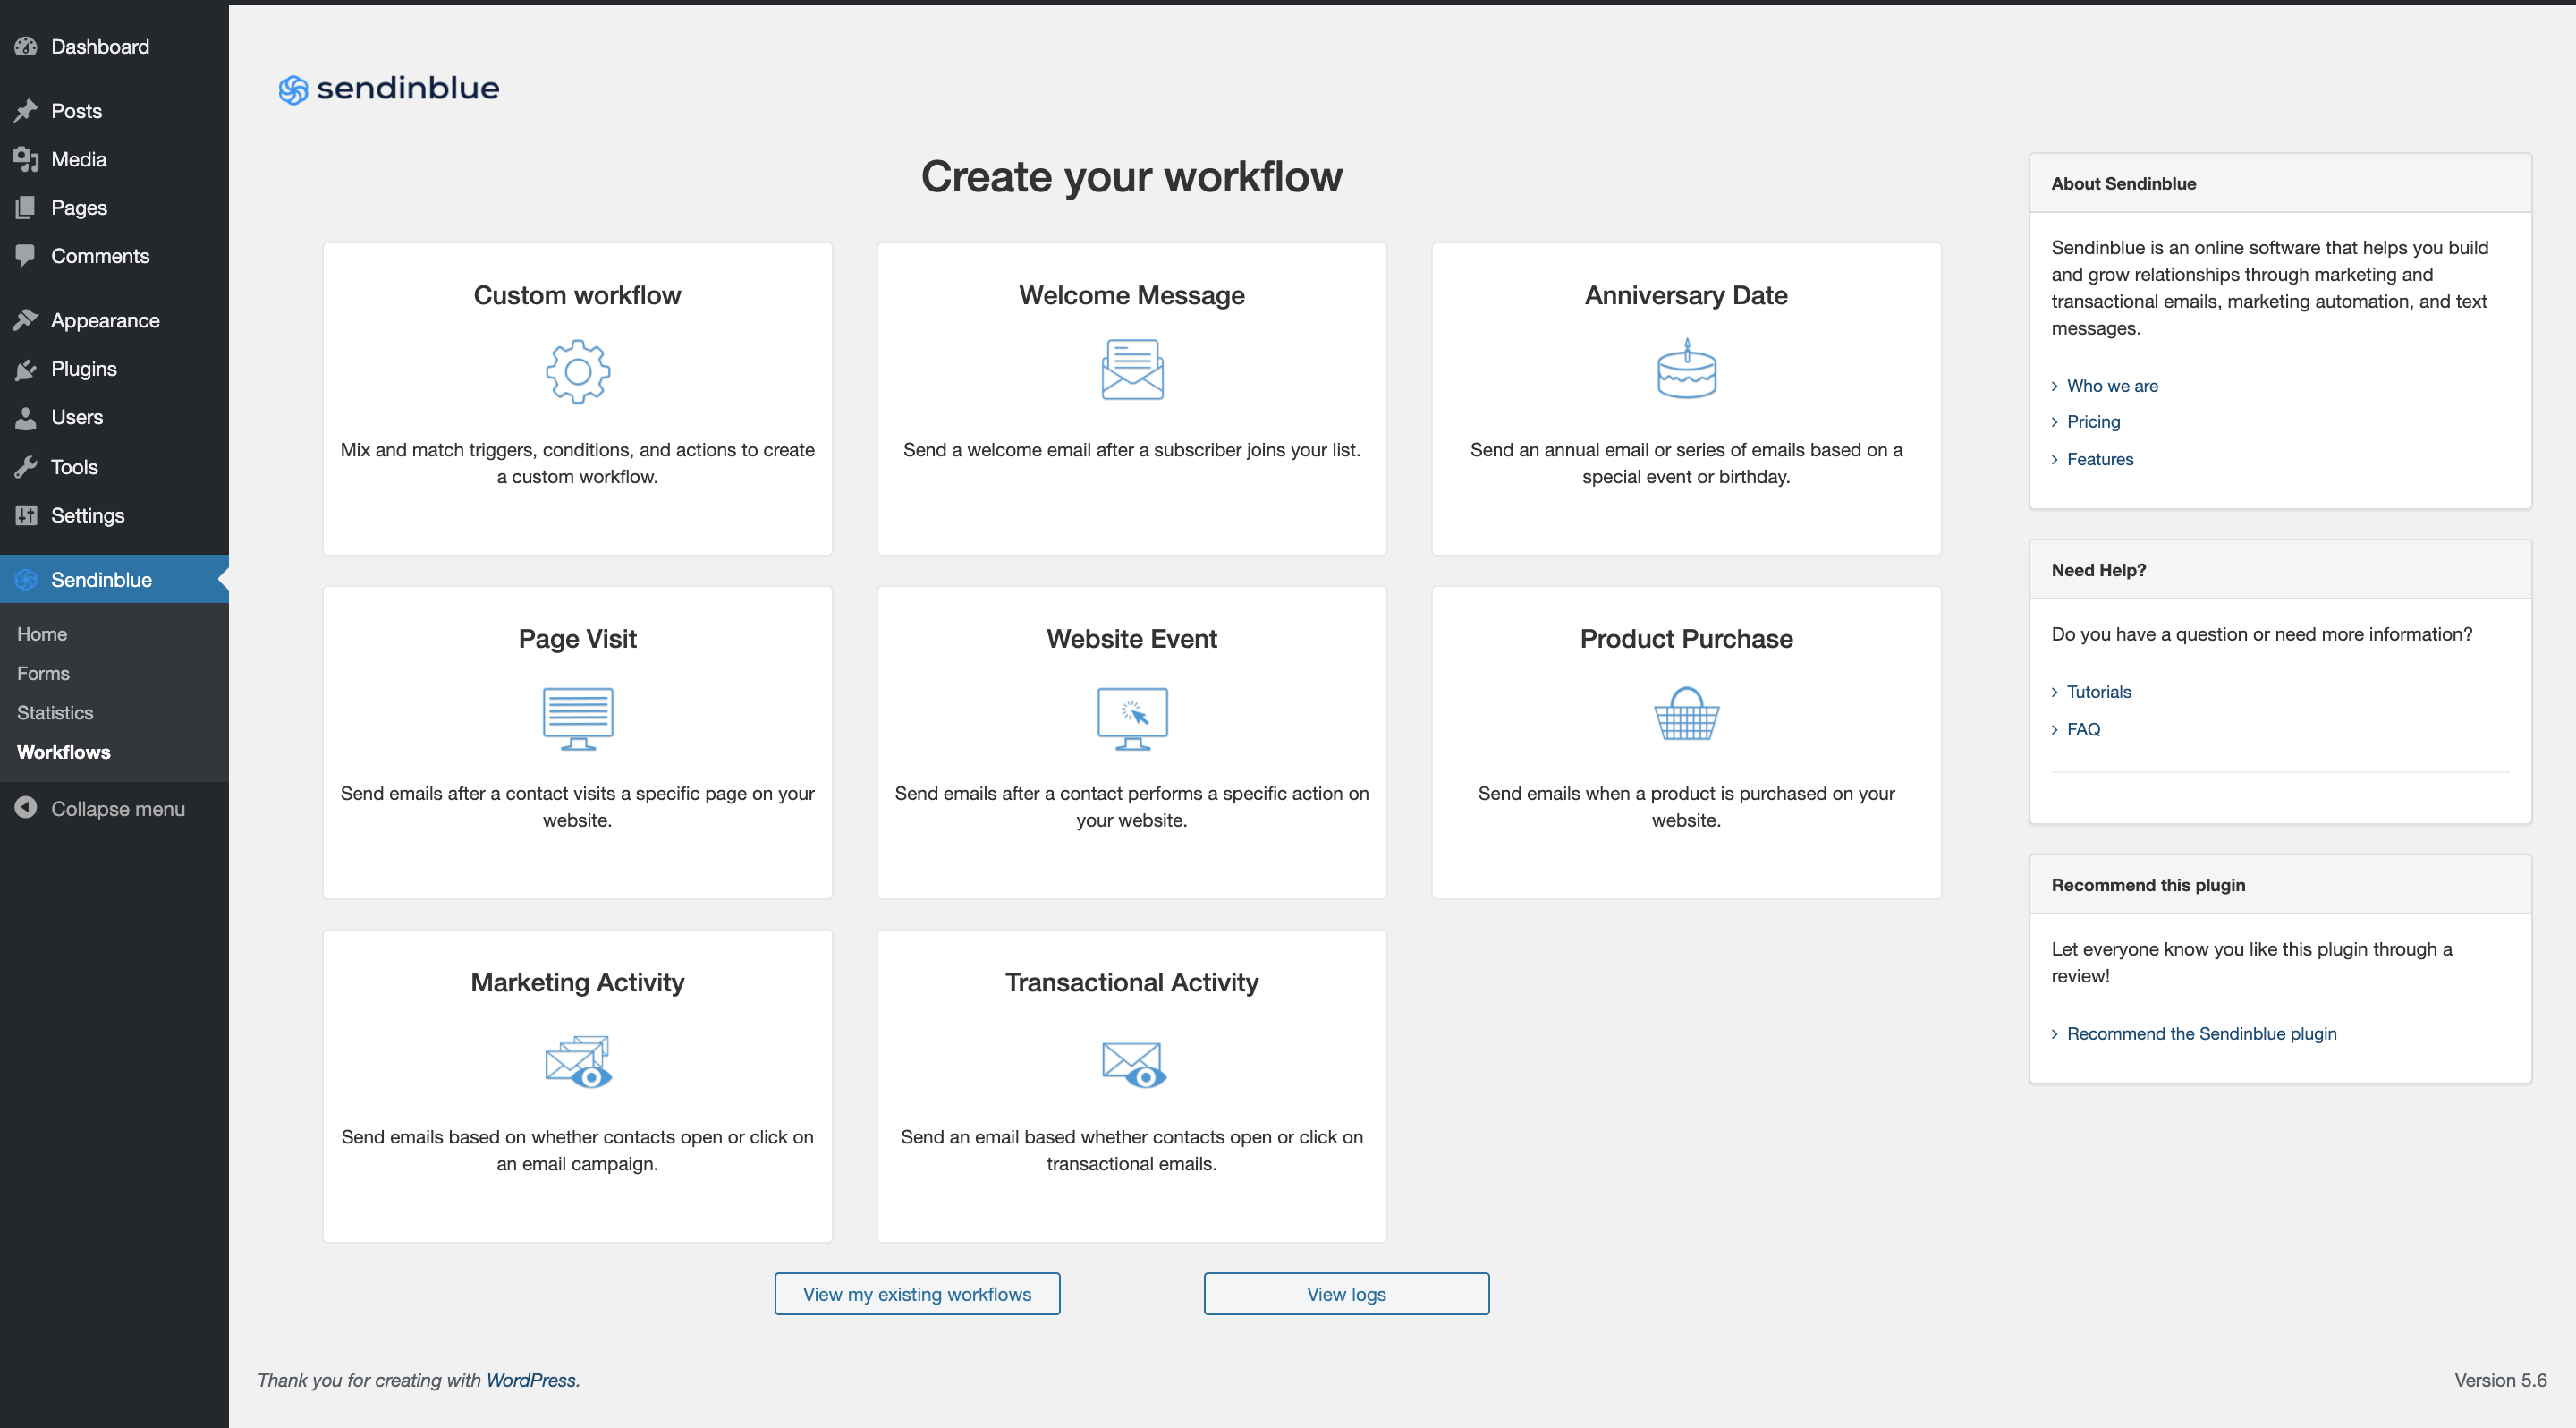 Dashboard
Posts
Media
Pages
Comments
Appearance
Plugins
Users
Tools
Settings
Sendinblue
Home
Forms
Statistics
Workflows
Collapse menu
sendinblue
Create your workflow
Custom workflow
Mix and match triggers, conditions, and actions to create
a custom workflow.
Welcome Message
Send a welcome email after a subscriber joins your list.
Anniversary Date
Send an annual email or series of emails based on a
special event or birthday.
Page Visit
Send emails after a contact visits a specific page on your
website.
Website Event
Send emails after a contact performs a specific action on
your website.
Product Purchase
Send emails when a product is purchased on your
website.
Marketing Activity
Send emails based on whether contacts open or click on
an email campaign.
Transactional Activity
Send an email based whether contacts open or click on
transactional emails.
View my existing workflows
View logs
About Sendinblue
Sendinblue is an online software that helps you build
and grow relationships through marketing and
transactional emails, marketing automation, and text
messages.
Who we are
Pricing
Features
Need Help?
Do you have a question or need more information?
Tutorials
FAQ
Recommend this plugin
Let everyone know you like this plugin through a
review!
Recommend the Sendinblue plugin
Thank you for creating with WordPress.
Version 5.6